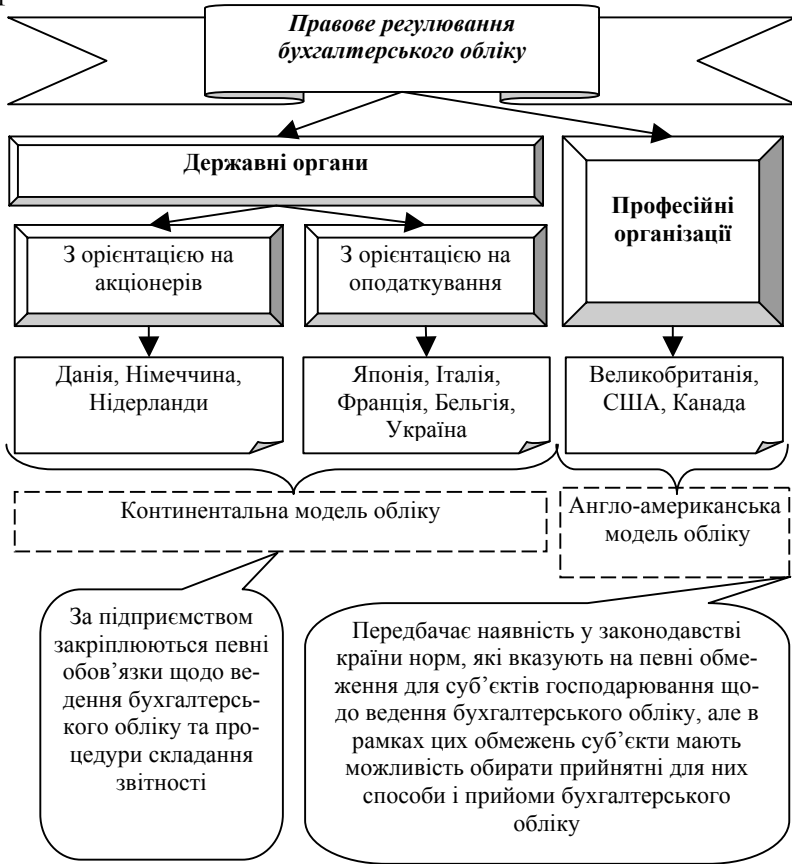 Правове регулювання
бухгалтерського обліку
Державні органи
Професійні
організації
З орієнтацією на
акціонерів
З орієнтацією на
оподаткування
Данія, Німеччина,
Нідерланди
Японія, Італія,
Франція, Бельгія,
Україна
Великобританія,
США, Канада
Континентальна модель обліку
Англо-американська
модель обліку
За підприємством
закріплюються певні
обов’язки щодо ве-
дення бухгалтерсь-
кого обліку та про-
цедури складання
звітності
Передбачає наявність у законодавстві
країни норм, які вказують на певні обме-
ження для суб’єктів господарювання що-
до ведення бухгалтерського обліку, але в
рамках цих обмежень суб’єкти мають
можливість обирати прийнятні для них
способи і прийоми бухгалтерського
обліку